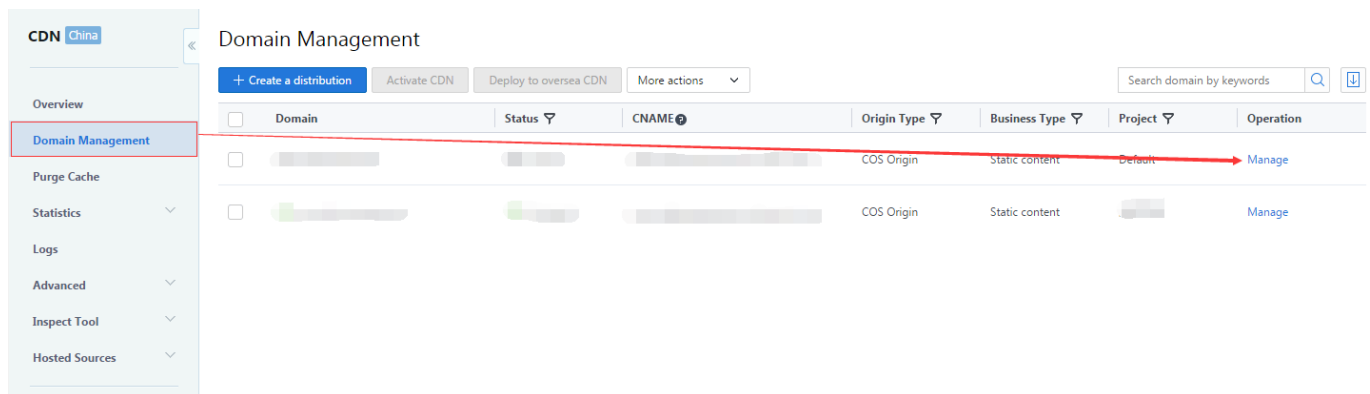 CDN China
Domain Management
+ Create a distribution Activate CDN Deploy to oversea CDN More actions Search domain by keywords
Overview
Domain Management
Purge Cache
Statistics
Logs
Advanced
Inspect Tool
Hosted Sources
Domain Status CNAME Origin Type Business Type Project Operation
COS Origin Static content Default Manage
COS Origin Static content Manage